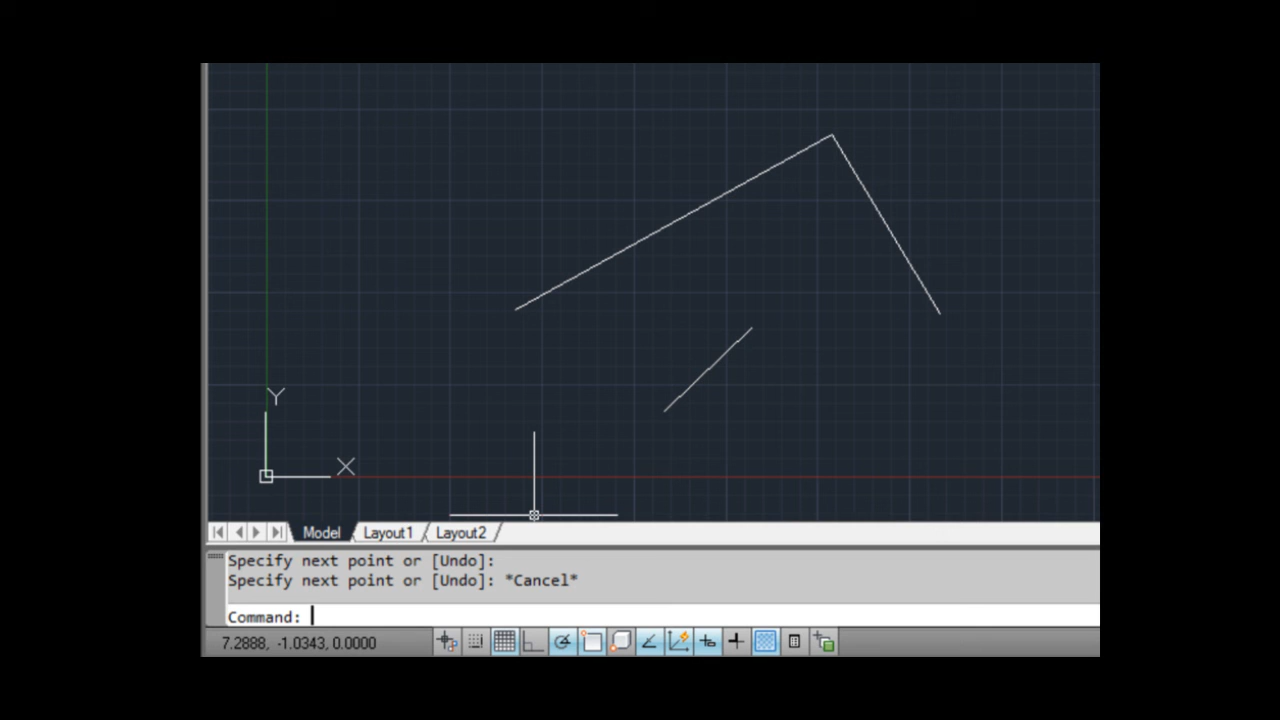 Y
X
Model Layout1 Layout2
Specify next point or [Undo]:
Specify next point or [Undo]: *Cancel*
Command:
7.2888, -1.0343, 0.0000